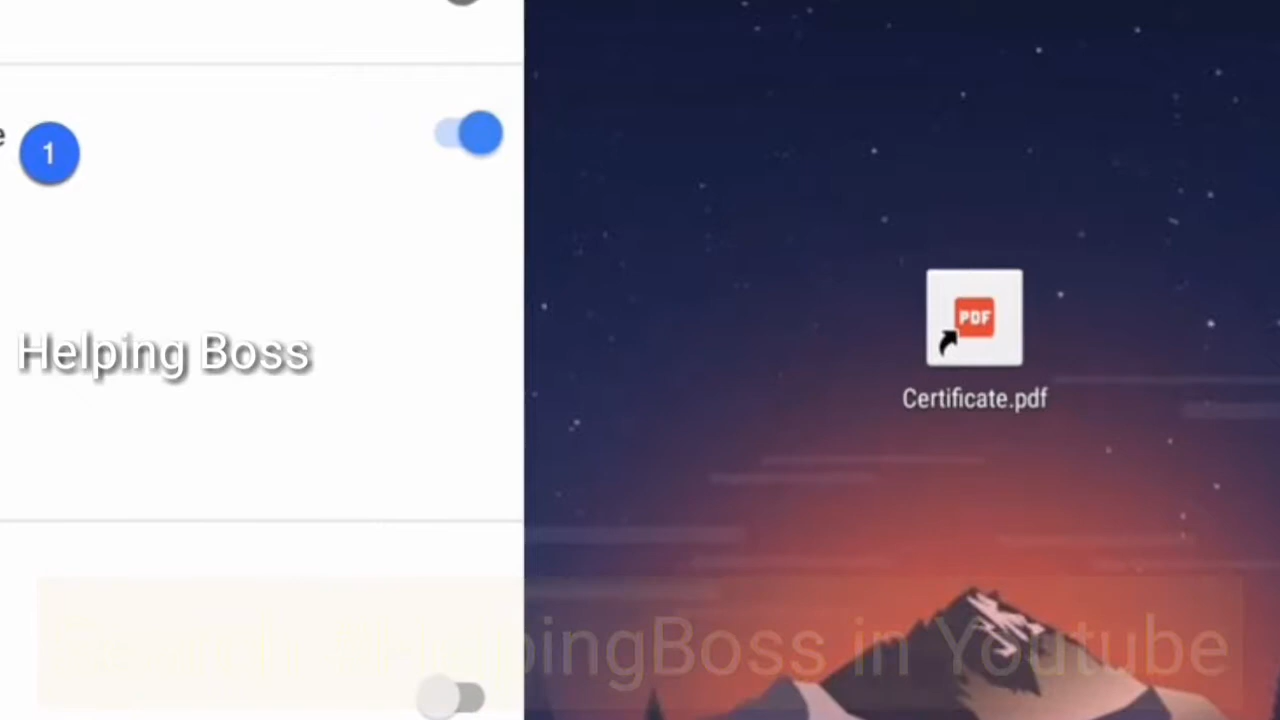 e
1
Helping Boss
PDF
Certificate.pdf
pingBoss in Youtube